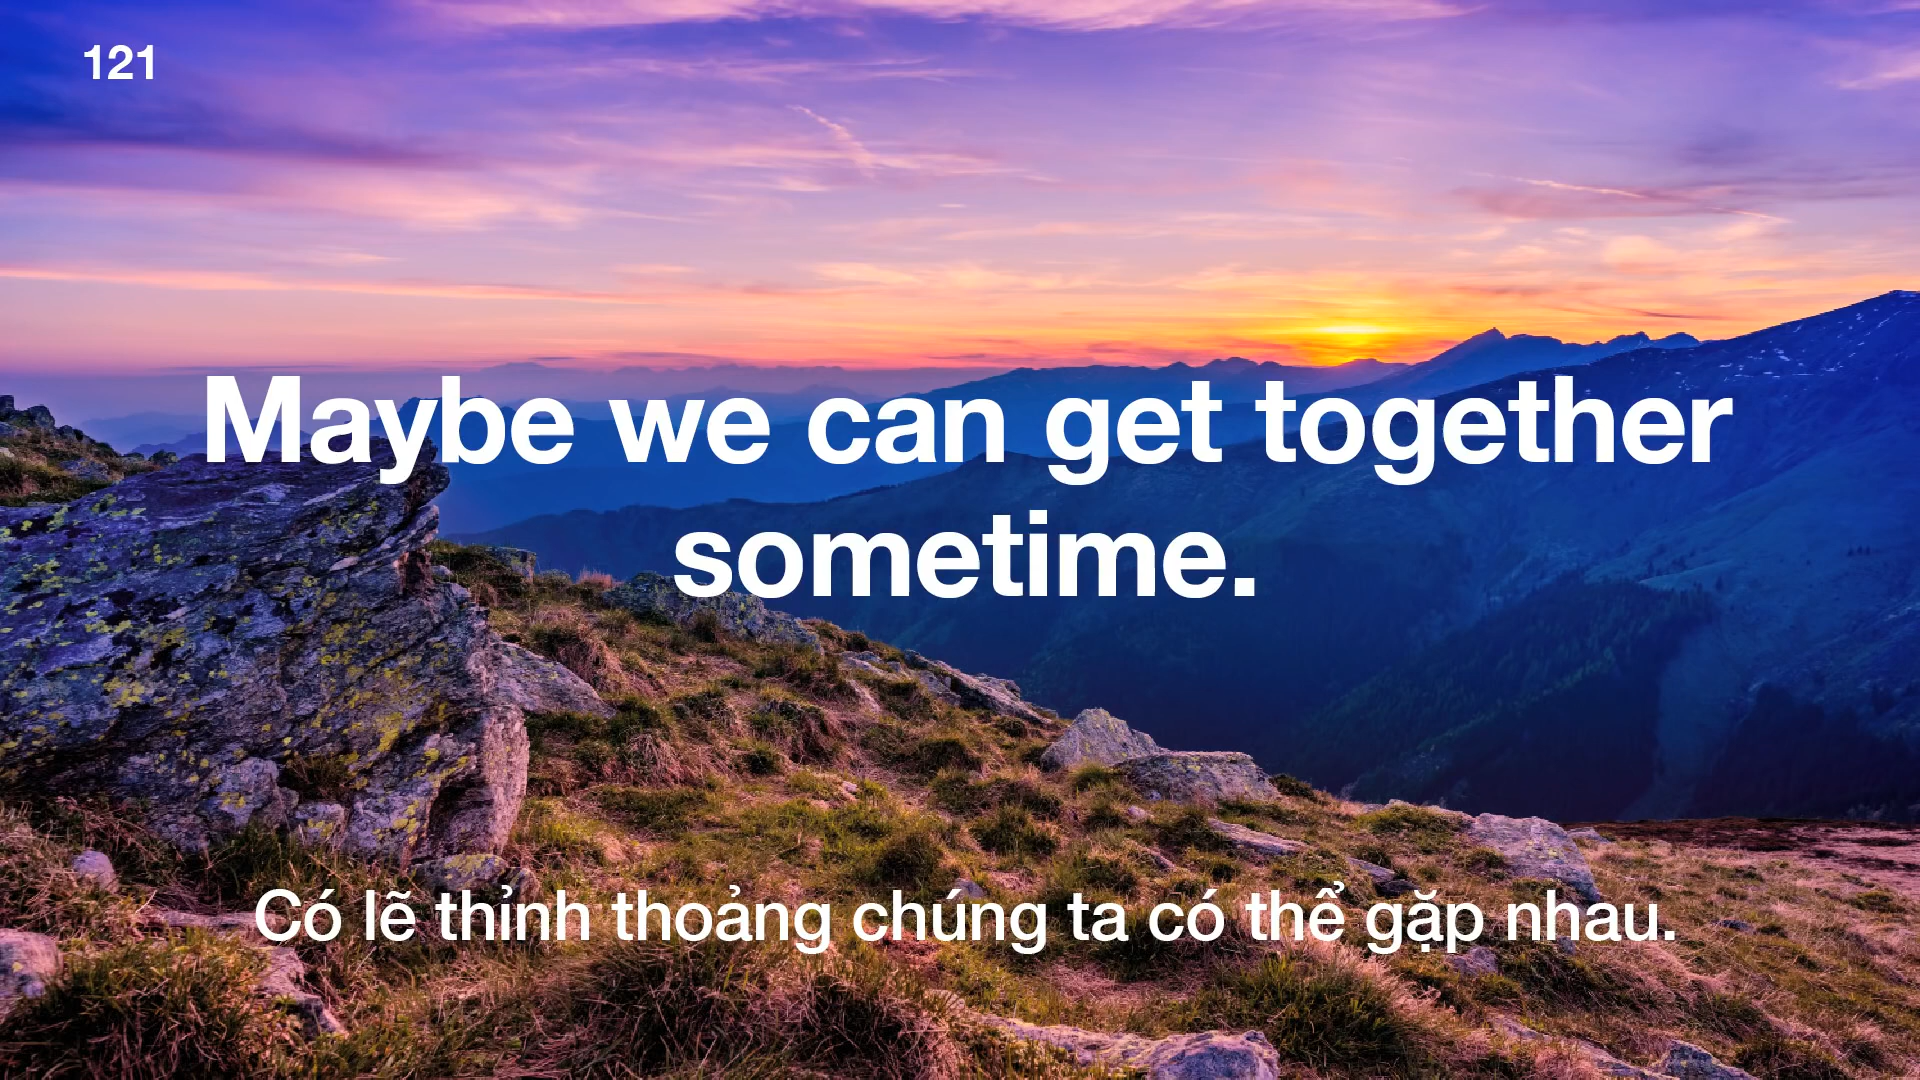 121
Maybe we can get together
sometime.
Có lẽ thỉnh thoảng chúng ta có thể gặp nhau.